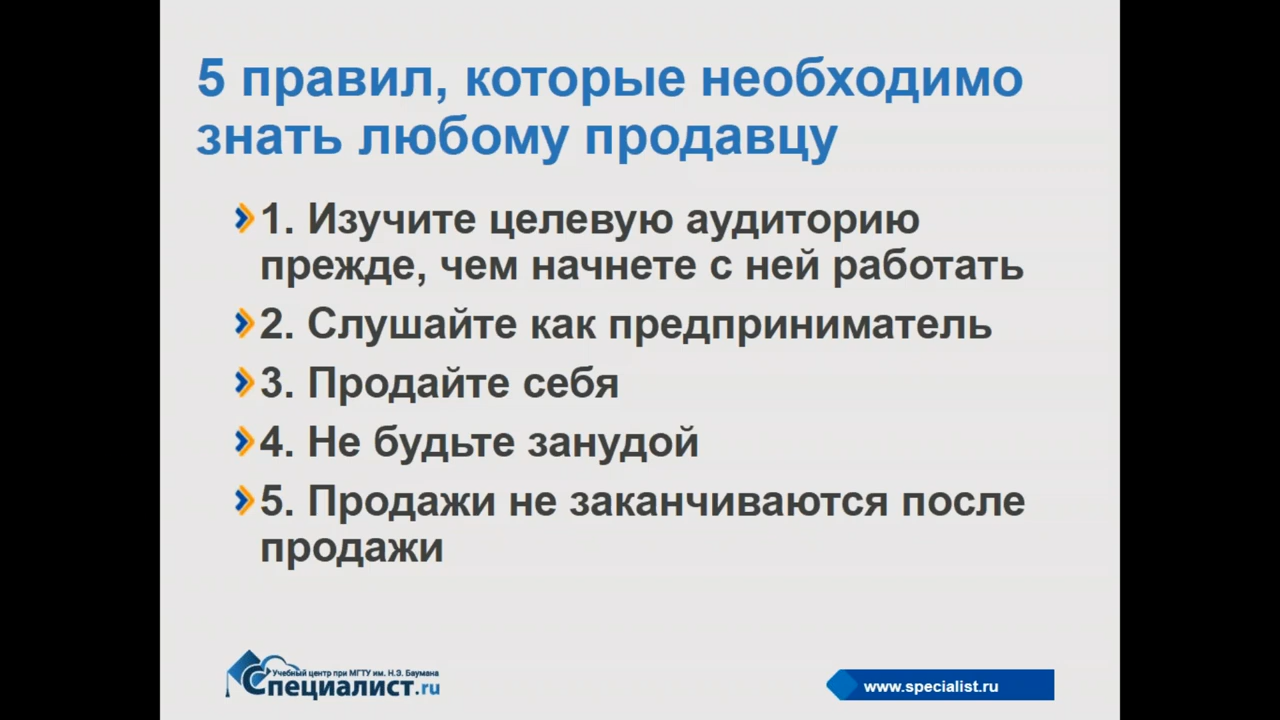 5 правил, которые необходимо
знать любому продавцу
1. Изучите целевую аудиторию
прежде, чем начнете с ней работать
2. Слушайте как предприниматель
3. Продайте себя
4. Не будьте занудой
5. Продажи не заканчиваются после
продажи
Учебный центр при МГТУ им. Н.Э. Баумана
Специалист.ru
www.specialist.ru